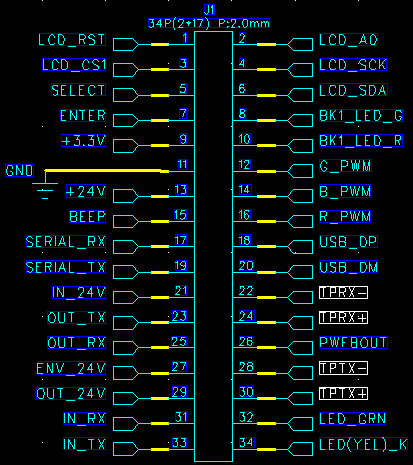 J1
34P(2*17) P:2.0mm
LCD_RST 1 2 LCD_AO
LCD_CS1 3 4 LCD_SCK
SELECT 5 6 LCD_SDA
ENTER 7 8 BK1_LED_G
+3.3V 9 10 BK1_LED_R
GND 11 12 G_PWM
+24V 13 14 B_PWM
BEEP 15 16 R_PWM
SERIAL_RX 17 18 USB_DP
SERIAL_TX 19 20 USB_DM
IN_24V 21 22 TPRX-
OUT_TX 23 24 TPRX+
OUT_RX 25 26 PWFBOUT
ENV_24V 27 28 TPTX-
OUT_24V 29 30 TPTX+
IN_RX 31 32 LED_GRN
IN_TX 33 34 LED(YEL)_K